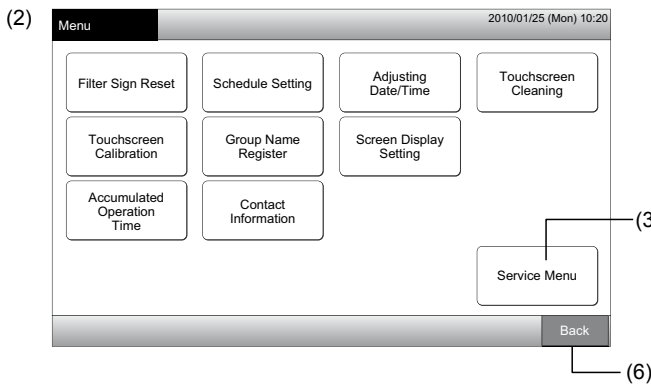 (2)
Menu
2010/01/25 (Mon) 10:20
Filter Sign Reset
Schedule Setting
Adjusting
Date/Time
Touchscreen
Cleaning
Touchscreen
Calibration
Group Name
Register
Screen Display
Setting
Accumulated
Operation
Time
Contact
Information
(3
Service Menu
Back
(6)